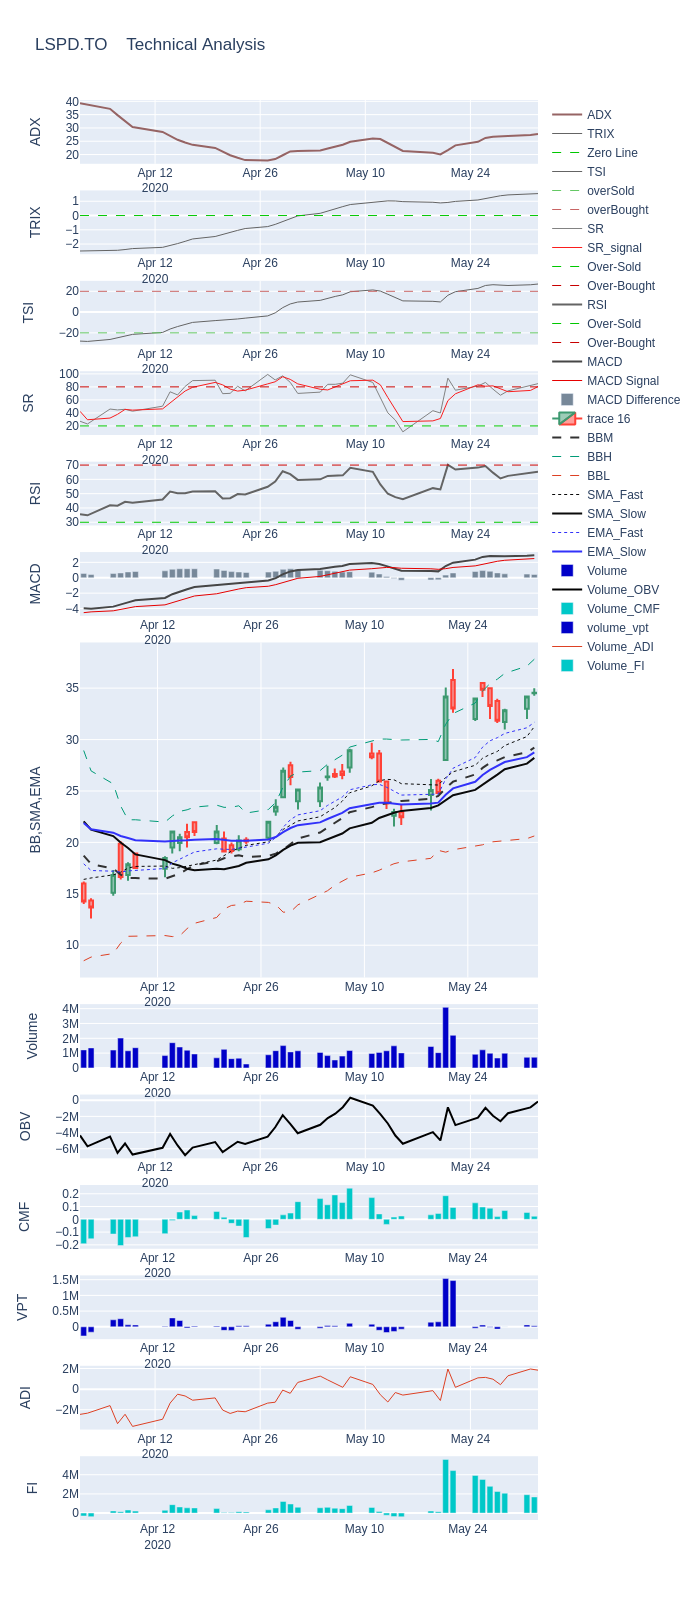 LSPD.TO    Technical Analysis
ADX
40
35
30
25
20
Apr 12
2020
Apr 26
May 10
May 24
TRIX
1
0
−1
−2
Apr 12
2020
Apr 26
May 10
May 24
TSI
20
0
−20
Apr 12
2020
Apr 26
May 10
May 24
SR
100
80
60
40
20
Apr 12
2020
Apr 26
May 10
May 24
RSI
70
60
50
40
30
Apr 12
2020
Apr 26
May 10
May 24
MACD
2
0
−2
−4
Apr 12
2020
Apr 26
May 10
May 24
BB,SMA,EMA
35
30
25
20
15
10
Apr 12
2020
Apr 26
May 10
May 24
Volume
4M
3M
2M
1M
0
Apr 12
2020
Apr 26
May 10
May 24
OBV
0
−2M
−4M
−6M
Apr 12
2020
Apr 26
May 10
May 24
CMF
0.2
0.1
0
−0.1
−0.2
Apr 12
2020
Apr 26
May 10
May 24
VPT
1.5M
1M
0.5M
0
Apr 12
2020
Apr 26
May 10
May 24
ADI
2M
0
−2M
Apr 12
2020
Apr 26
May 10
May 24
FI
4M
2M
0
Apr 12
2020
Apr 26
May 10
May 24
ADX
TRIX
Zero Line
TSI
overSold
overBought
SR
SR_signal
Over-Sold
Over-Bought
RSI
Over-Sold
Over-Bought
MACD
MACD Signal
MACD Difference
trace 16
BBM
BBH
BBL
SMA_Fast
SMA_Slow
EMA_Fast
EMA_Slow
Volume
Volume_OBV
Volume_CMF
volume_vpt
Volume_ADI
Volume_FI